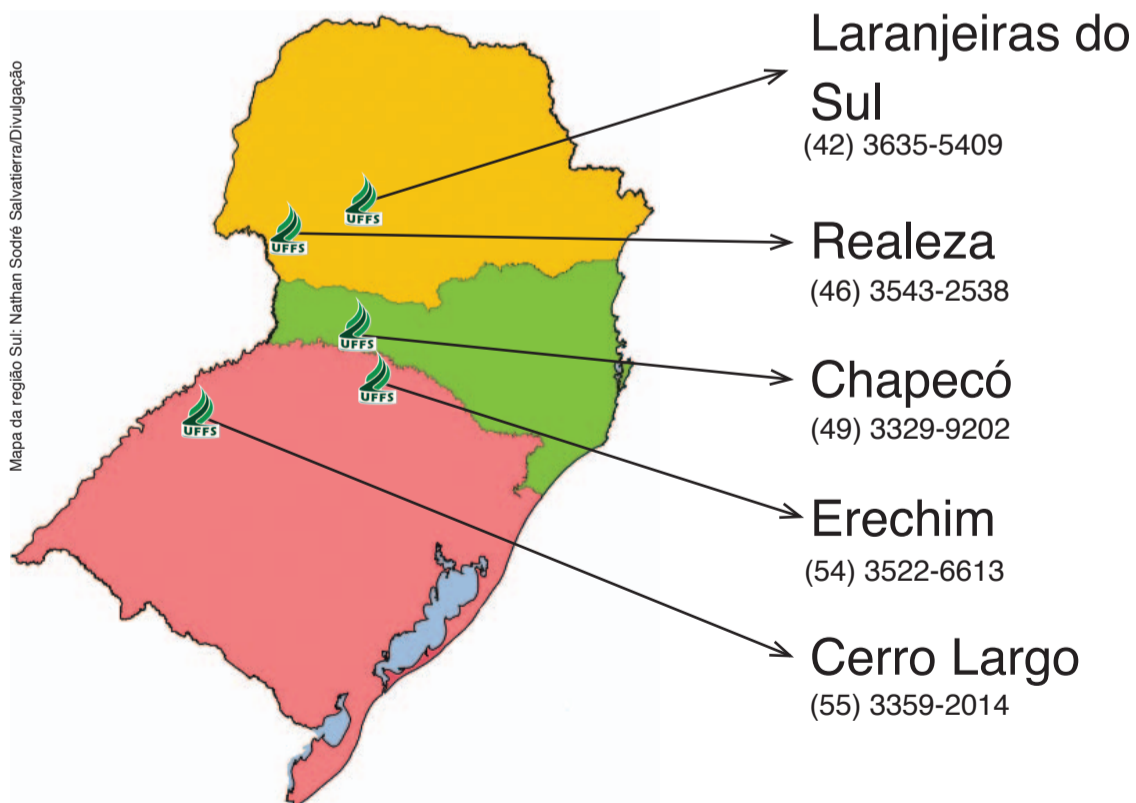 Mapa da região Sul: Nathan Sodré Salvatierra/Divulgação
Laranjeiras do
Sul
(42) 3635-5409
UFFS
UFFS
Realeza
(46) 3543-2538
UFFS
Chapecó
(49) 3329-9202
UFFS
Erechim
(54) 3522-6613
UFFS
Cerro Largo
(55) 3359-2014